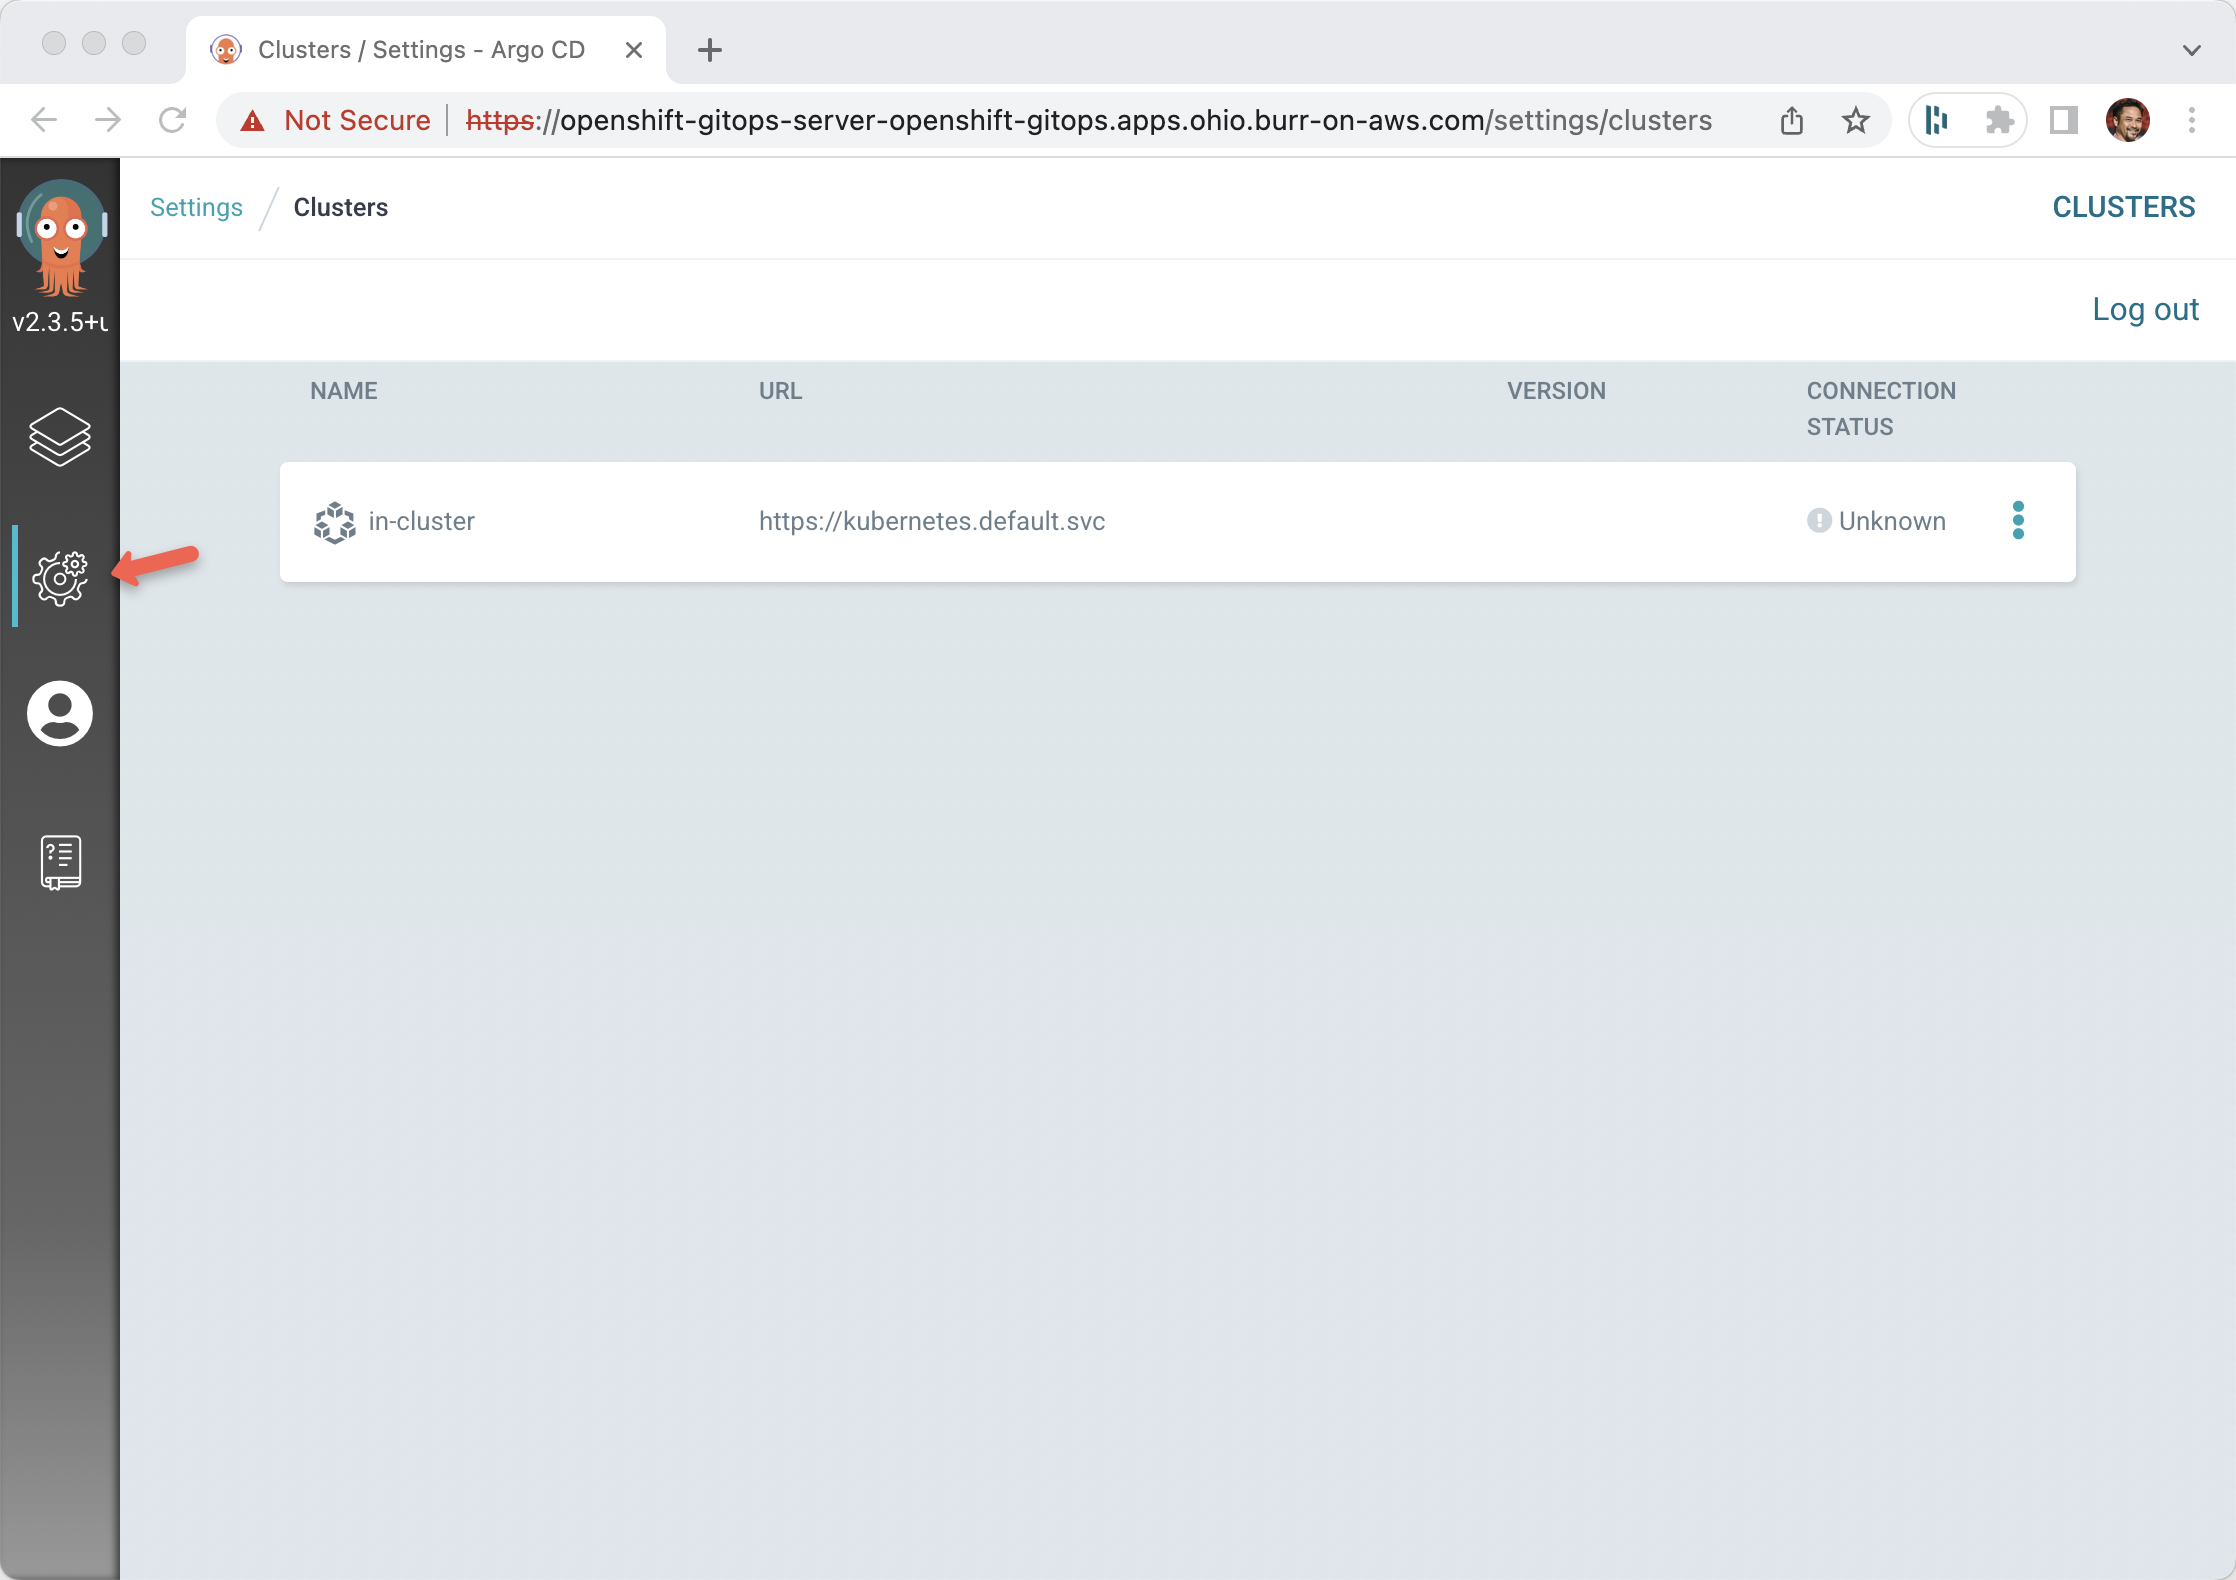 Clusters / Settings - Argo CD
Not Secure https://openshift-gitops-server-openshift-gitops.apps.ohio.burr-on-aws.com/settings/clusters
Settings / Clusters CLUSTERS
v2.3.5+u
Log out
NAME URL VERSION CONNECTION STATUS
in-cluster https://kubernetes.default.svc Unknown